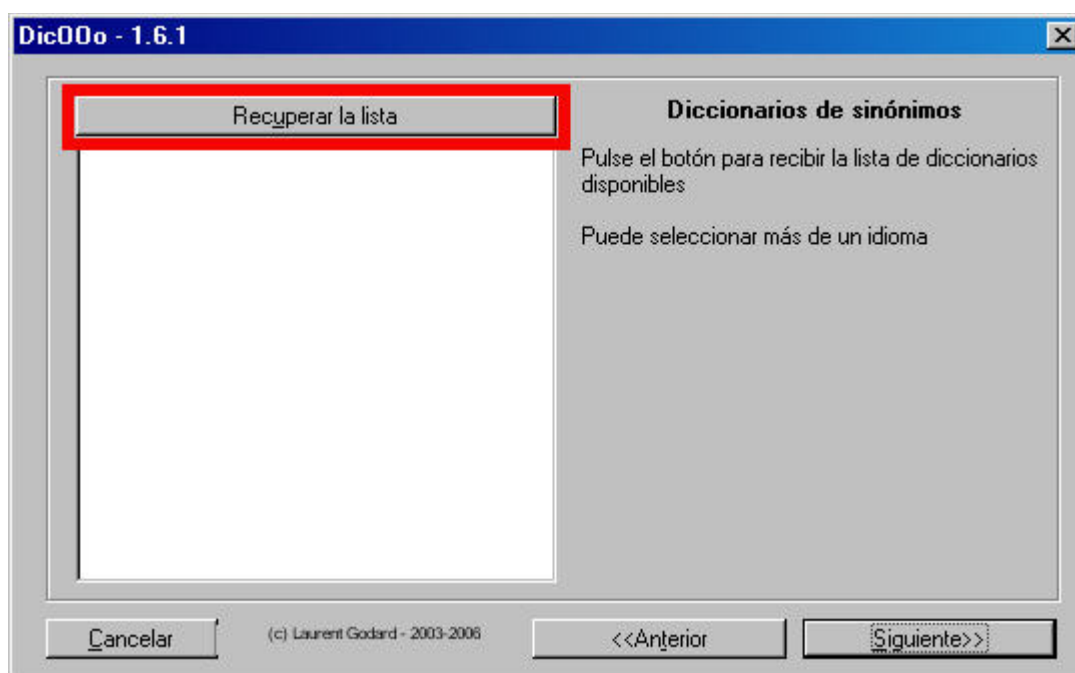 DicOOo - 1.6.1
Recuperar la lista
Diccionarios de sinónimos
Pulse el botón para recibir la lista de diccionarios
disponibles
Puede seleccionar más de un idioma
Cancelar
(c) Laurent Godard - 2003-2006
<<Anterior
Siguiente>>